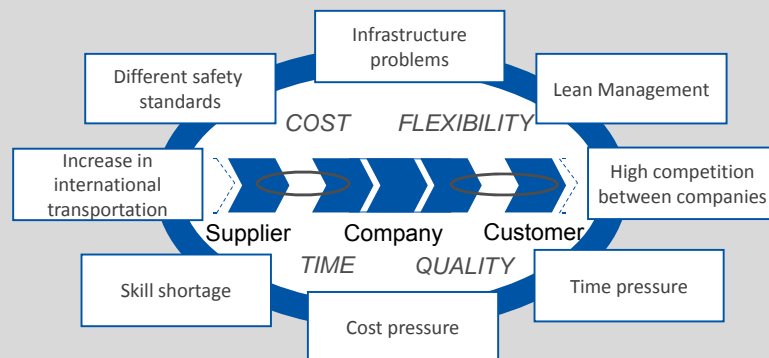 Infrastructure
problems
Different safety
standards
Lean Management
COST FLEXIBILITY
Increase in
international
transportation
High competition
between companies
Supplier Company Customer
TIME QUALITY
Skill shortage
Time pressure
Cost pressure